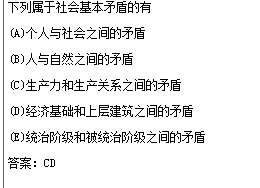 下列属于社会基本矛盾的有
(A)个人与社会之间的矛盾
(B)人与自然之间的矛盾
(C)生产力和生产关系之间的矛盾
(D)经济基础和上层建筑之间的矛盾
(E)统治阶级和被统治阶级之间的矛盾
答案：CD